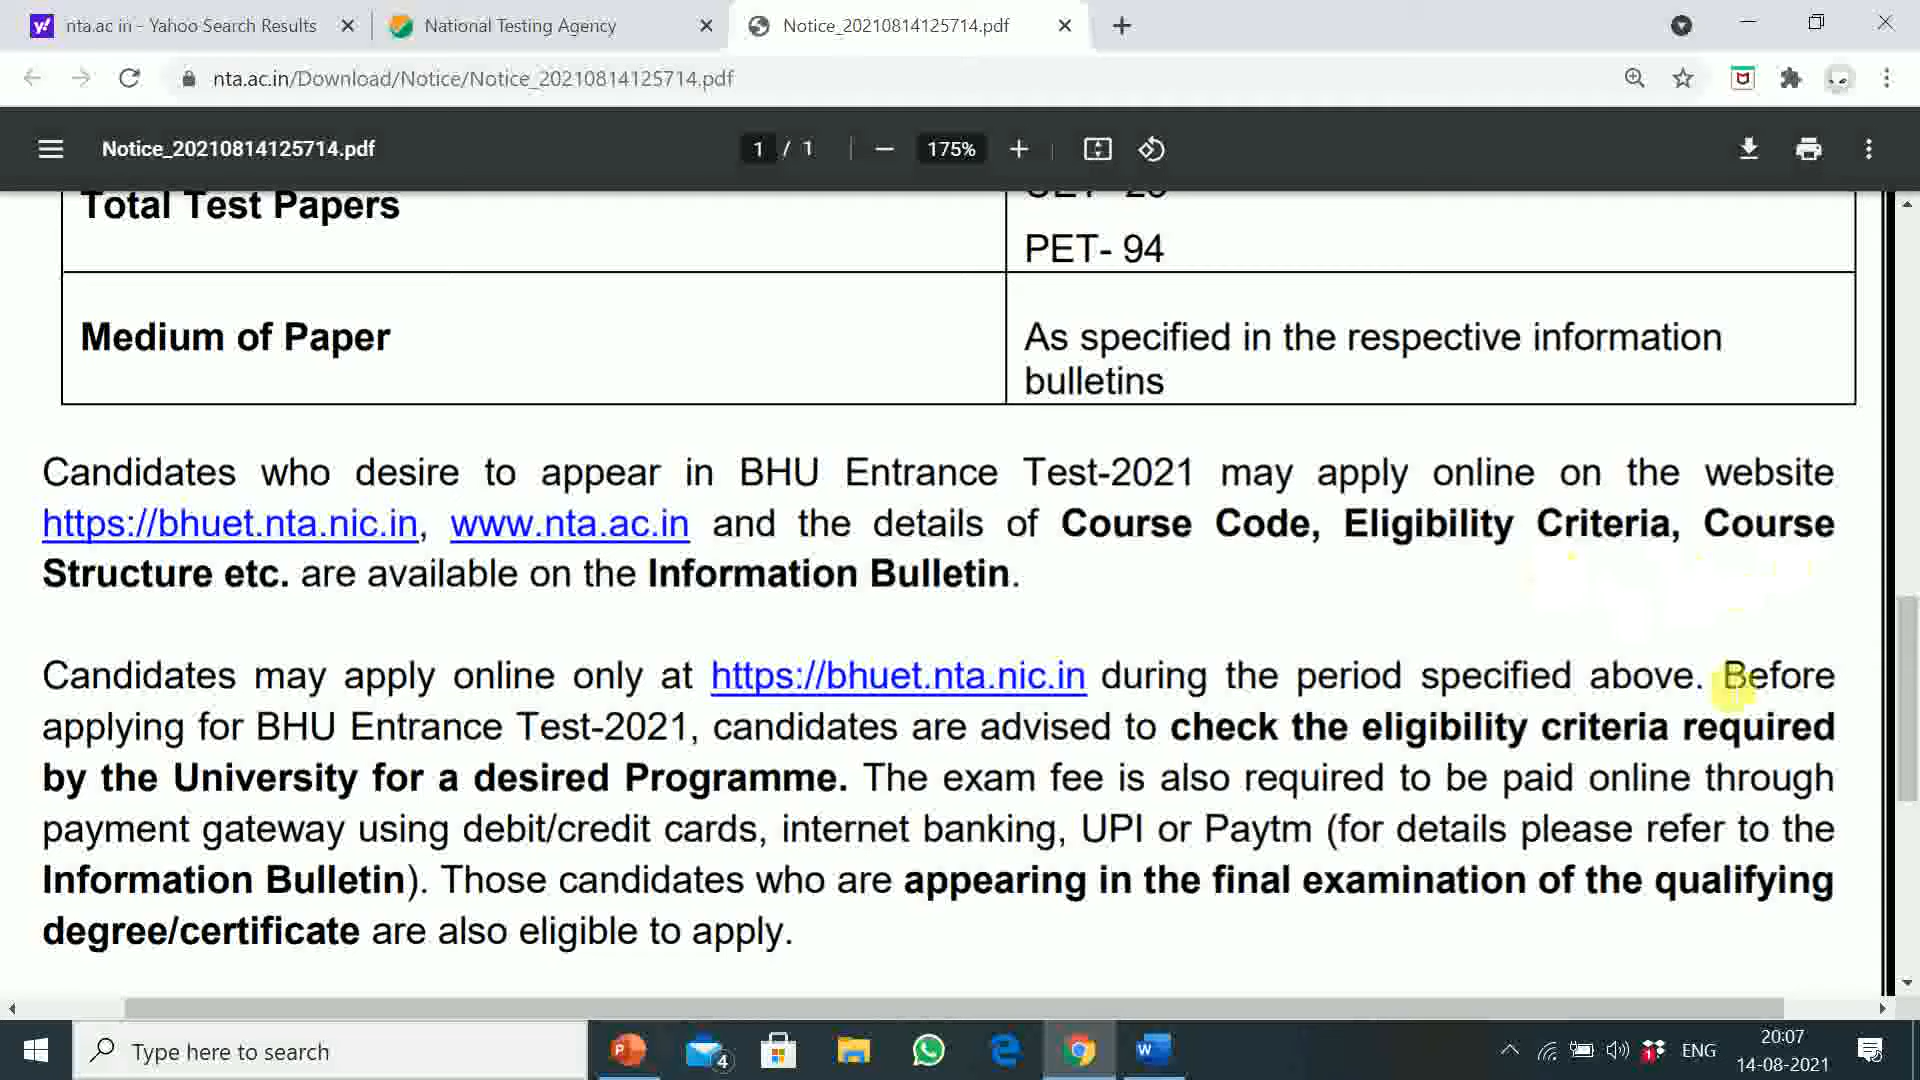 nta.ac in - Yahoo Search Results
National Testing Agency
Notice_20210814125714.pdf
nta.ac.in/Download/Notice/Notice_20210814125714.pdf
Notice_20210814125714.pdf
1 / 1
175%
Total Test Papers
PET- 94
Medium of Paper
As specified in the respective information
bulletins
Candidates who desire to appear in BHU Entrance Test-2021 may apply online on the website
https://bhuet.nta.nic.in, www.nta.ac.in and the details of Course Code, Eligibility Criteria, Course
Structure etc. are available on the Information Bulletin.
Candidates may apply online only at https://bhuet.nta.nic.in during the period specified above. Before
applying for BHU Entrance Test-2021, candidates are advised to check the eligibility criteria required
by the University for a desired Programme. The exam fee is also required to be paid online through
payment gateway using debit/credit cards, internet banking, UPI or Paytm (for details please refer to the
Information Bulletin). Those candidates who are appearing in the final examination of the qualifying
degree/certificate are also eligible to apply.
Type here to search
4
1
ENG
20:07
14-08-2021